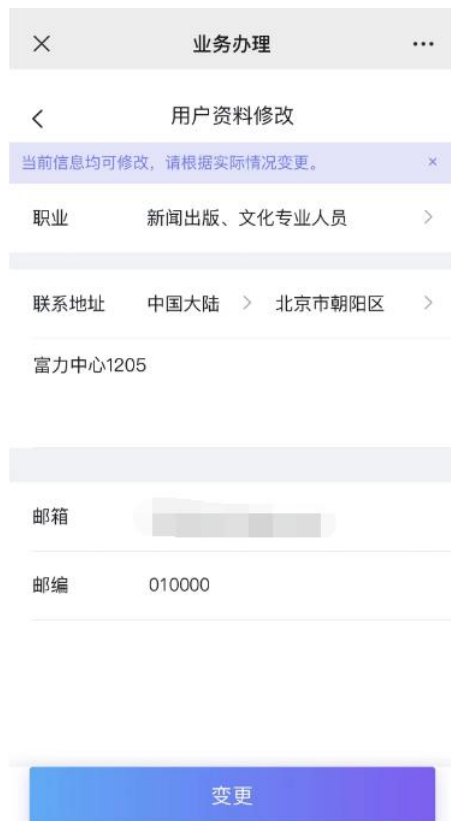 业务办理
用户资料修改
当前信息均可修改，请根据实际情况变更。
职业 新闻出版、文化专业人员
联系地址 中国大陆 北京市朝阳区
富力中心1205
邮箱
邮编 010000
变更